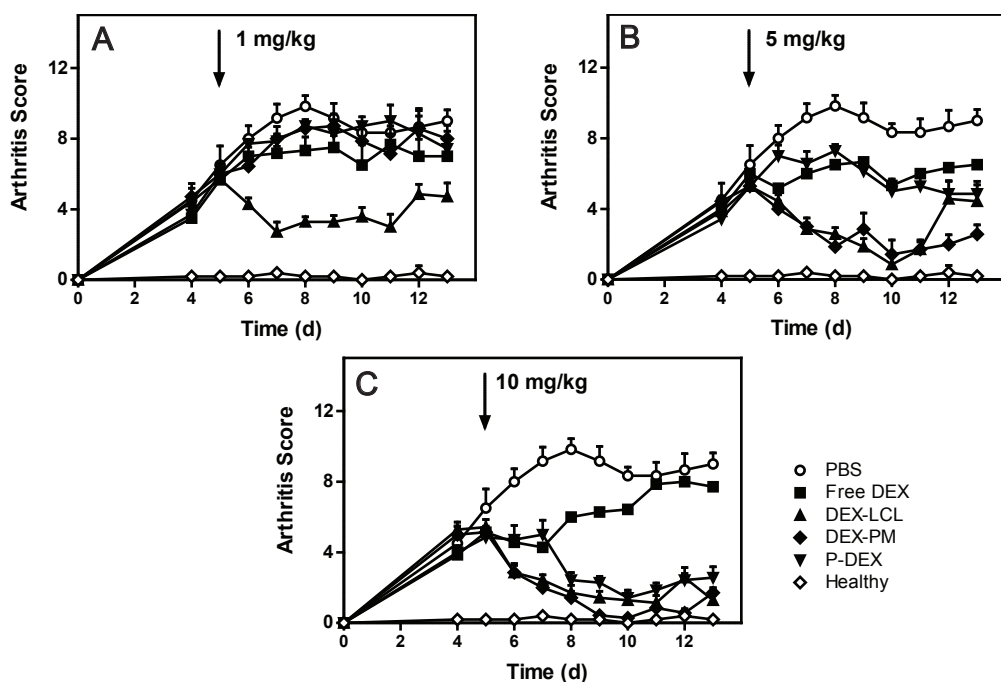 A
1 mg/kg
12
8
4
0
Arthritis Score
0 2 4 6 8 10 12
Time (d)
B
5 mg/kg
12
8
4
0
Arthritis Score
0 2 4 6 8 10 12
Time (d)
C
10 mg/kg
12
8
4
0
Arthritis Score
0 2 4 6 8 10 12
Time (d)
PBS
Free DEX
DEX-LCL
DEX-PM
P-DEX
Healthy